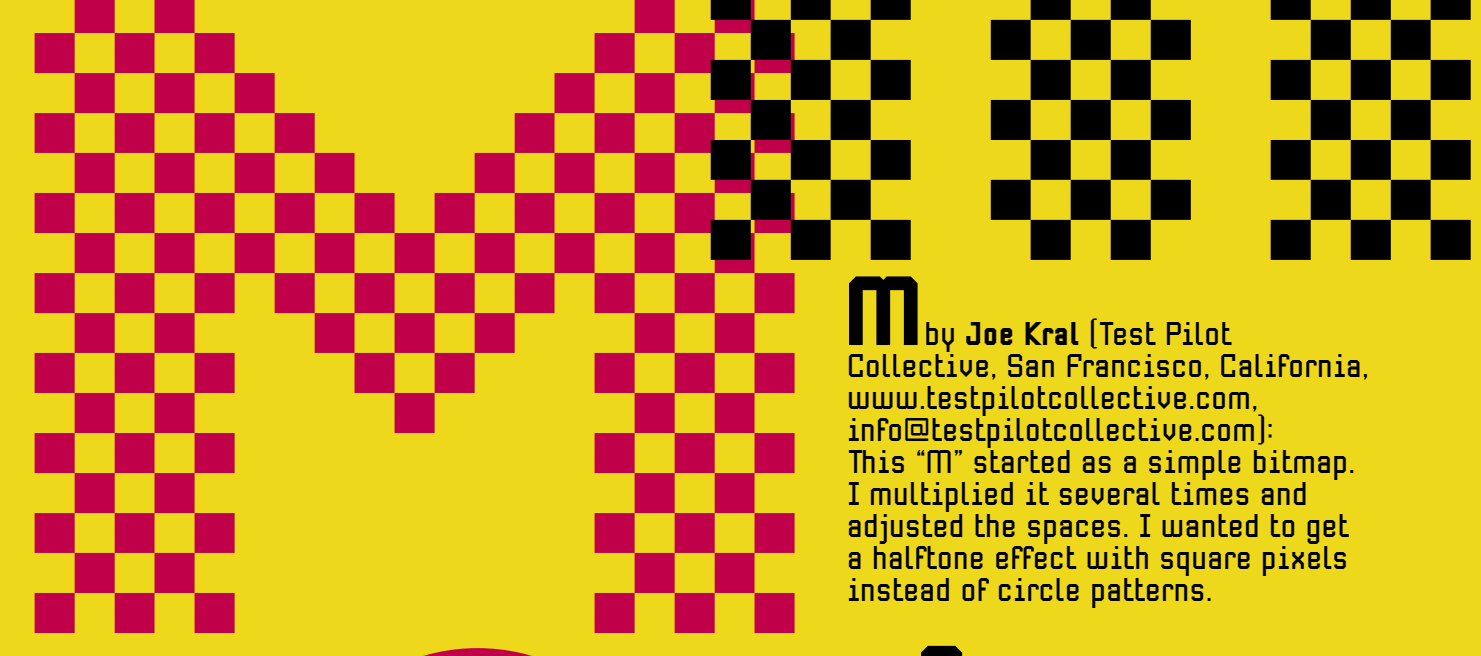 M
M by Joe Kral (Test Pilot
Collective, San Francisco, California,
www.testpilotcollective.com,
info@testpilotcollective.com):
This “M” started as a simple bitmap.
I multiplied it several times and
adjusted the spaces. I wanted to get
a halftone effect with square pixels
instead of circle patterns.